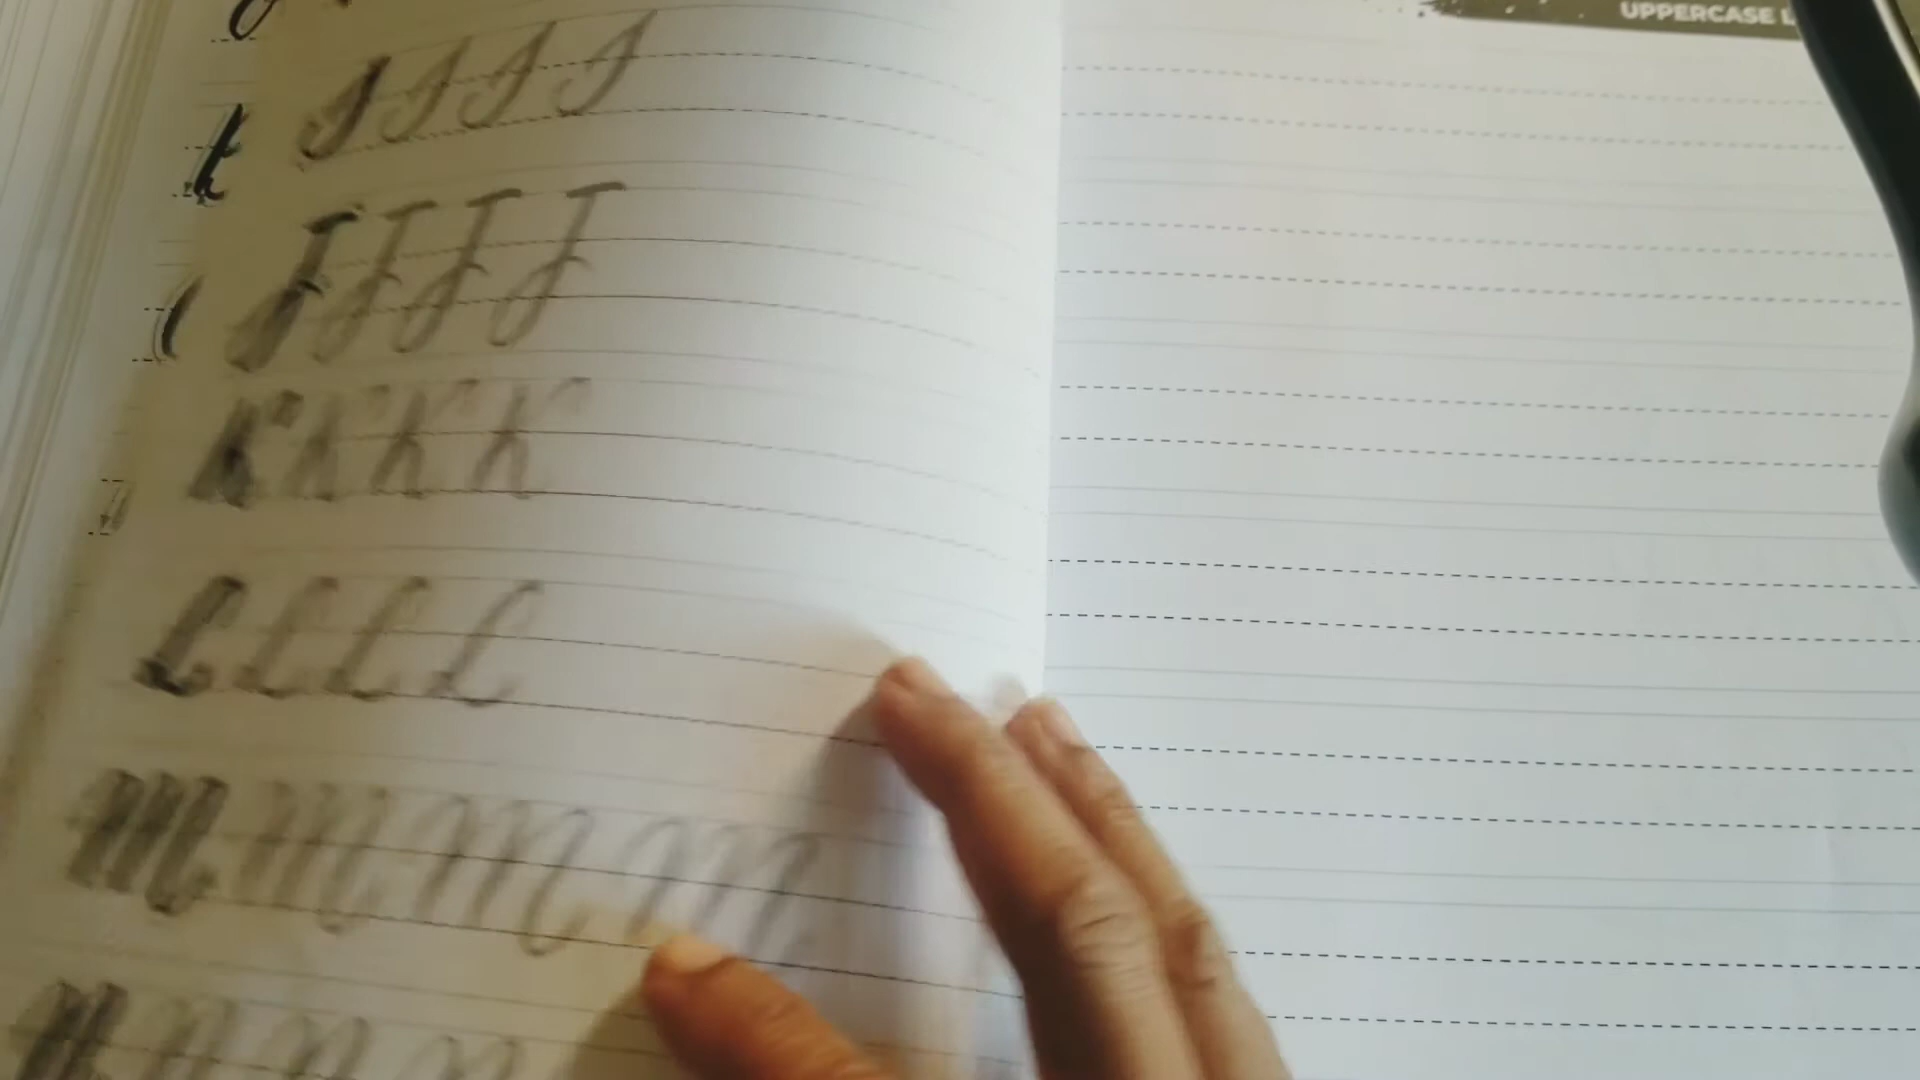 UPPERCASE L
I I I I
J J J J
K K K K
L L L L
M M M M
N N N N
t